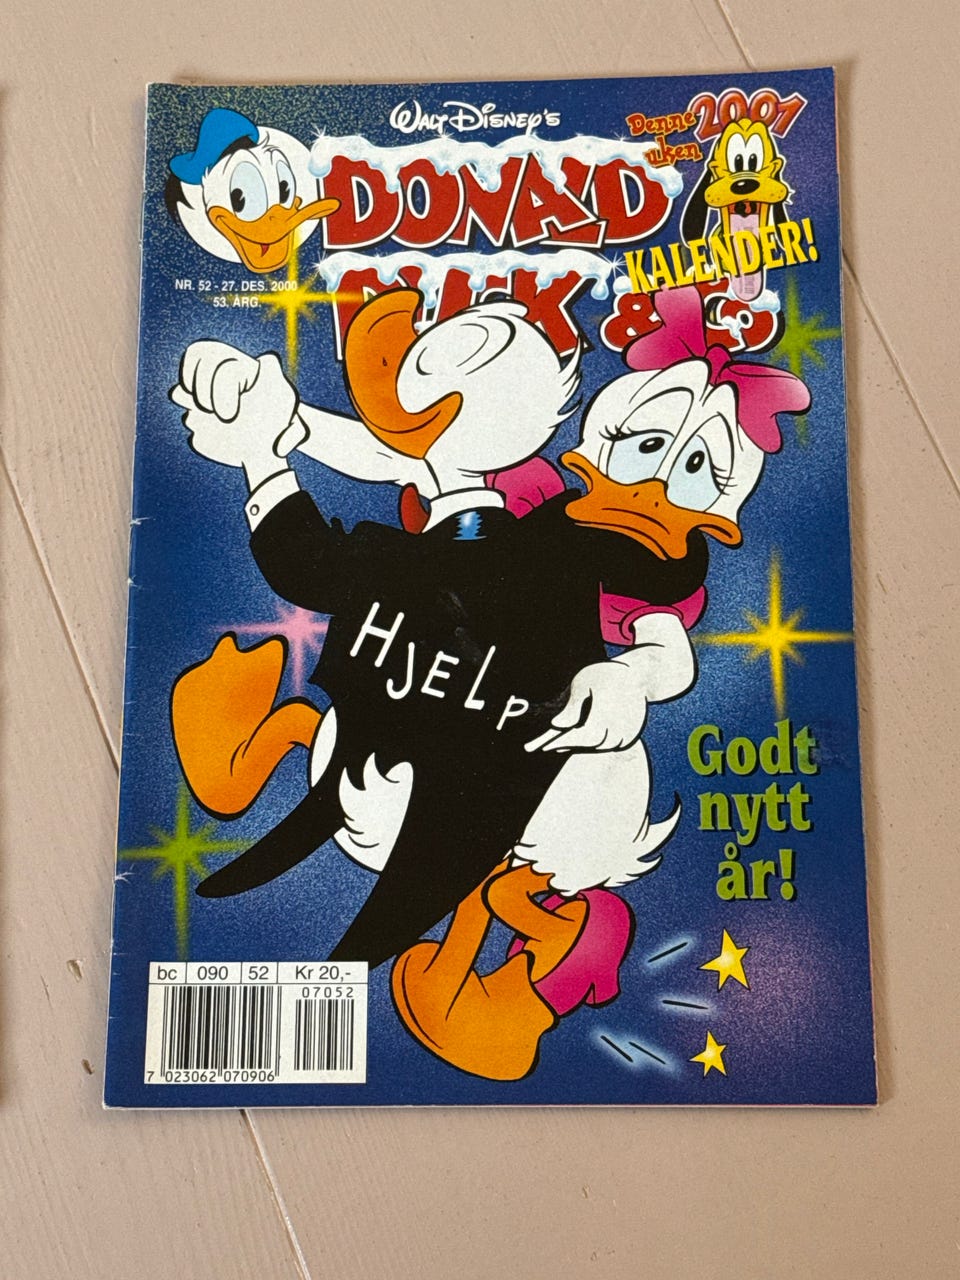 WALT DISNEY'S
Denne
uken
2001
KALENDER!
DONALD
DUCK & Co
NR. 52 - 27. DES. 2000
53. ÅRG.
HJELP
Godt
nytt
år!
bc 090 52 Kr 20,-
07052
7 023062 070906